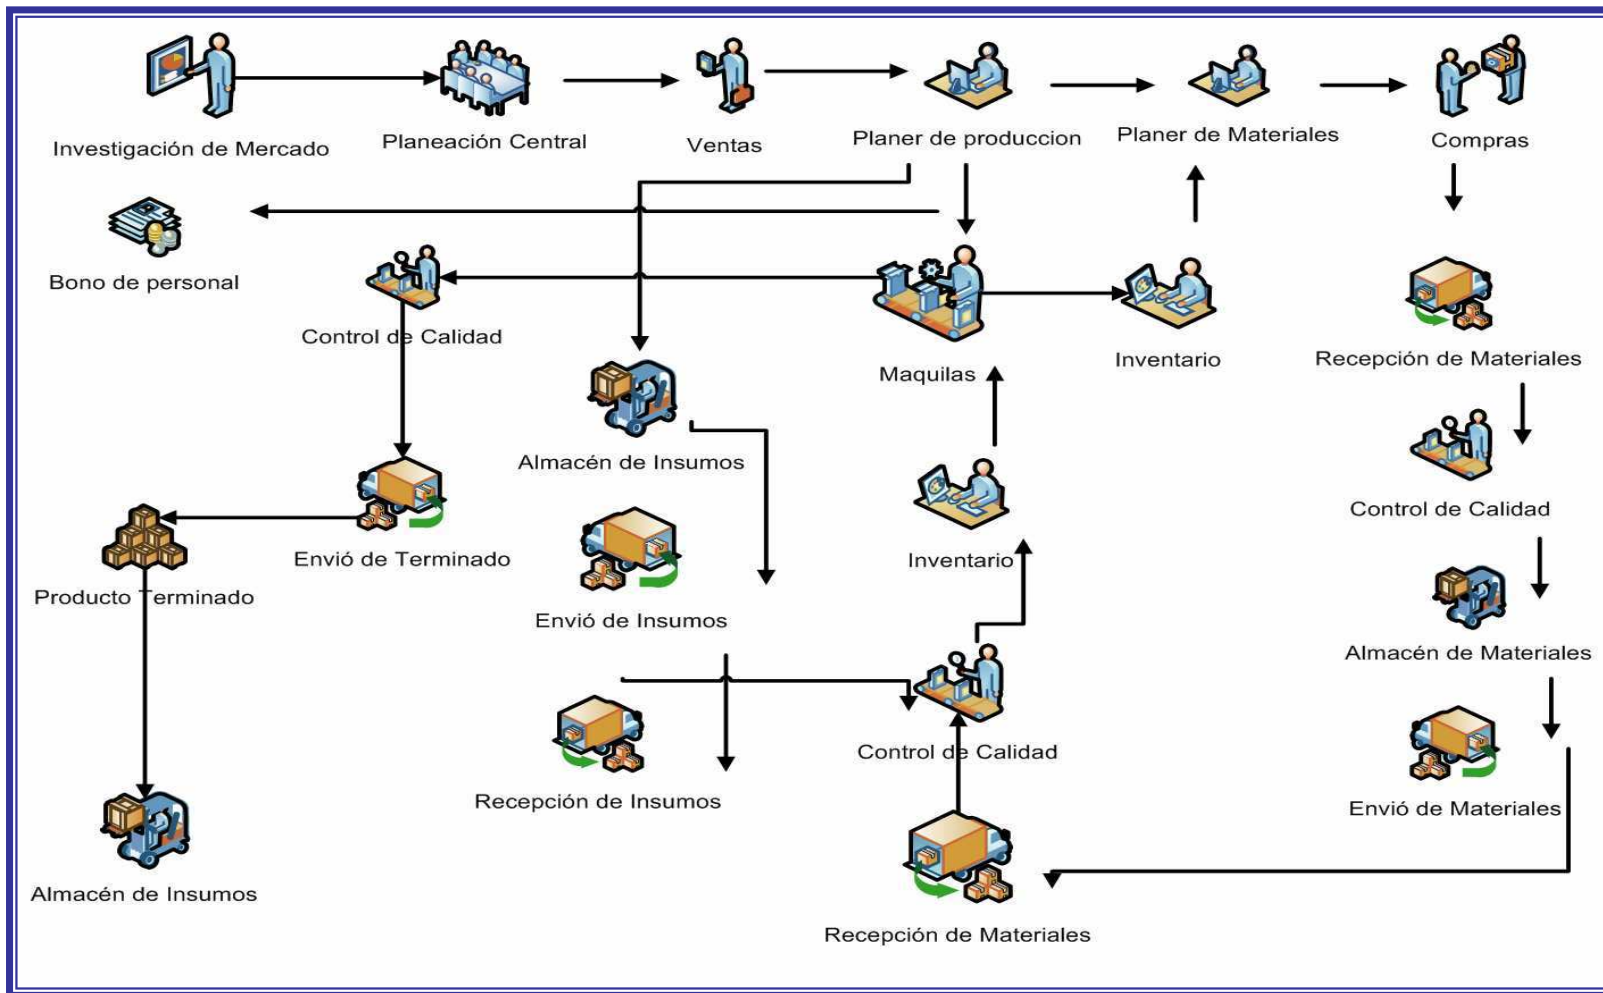 Investigación de Mercado
Planeación Central
Ventas
Planer de produccion
Planer de Materiales
Compras
Bono de personal
Control de Calidad
Maquilas
Inventario
Recepción de Materiales
Almacén de Insumos
Control de Calidad
Envió de Terminado
Inventario
Producto Terminado
Envió de Insumos
Almacén de Materiales
Control de Calidad
Recepción de Insumos
Envió de Materiales
Almacén de Insumos
Recepción de Materiales